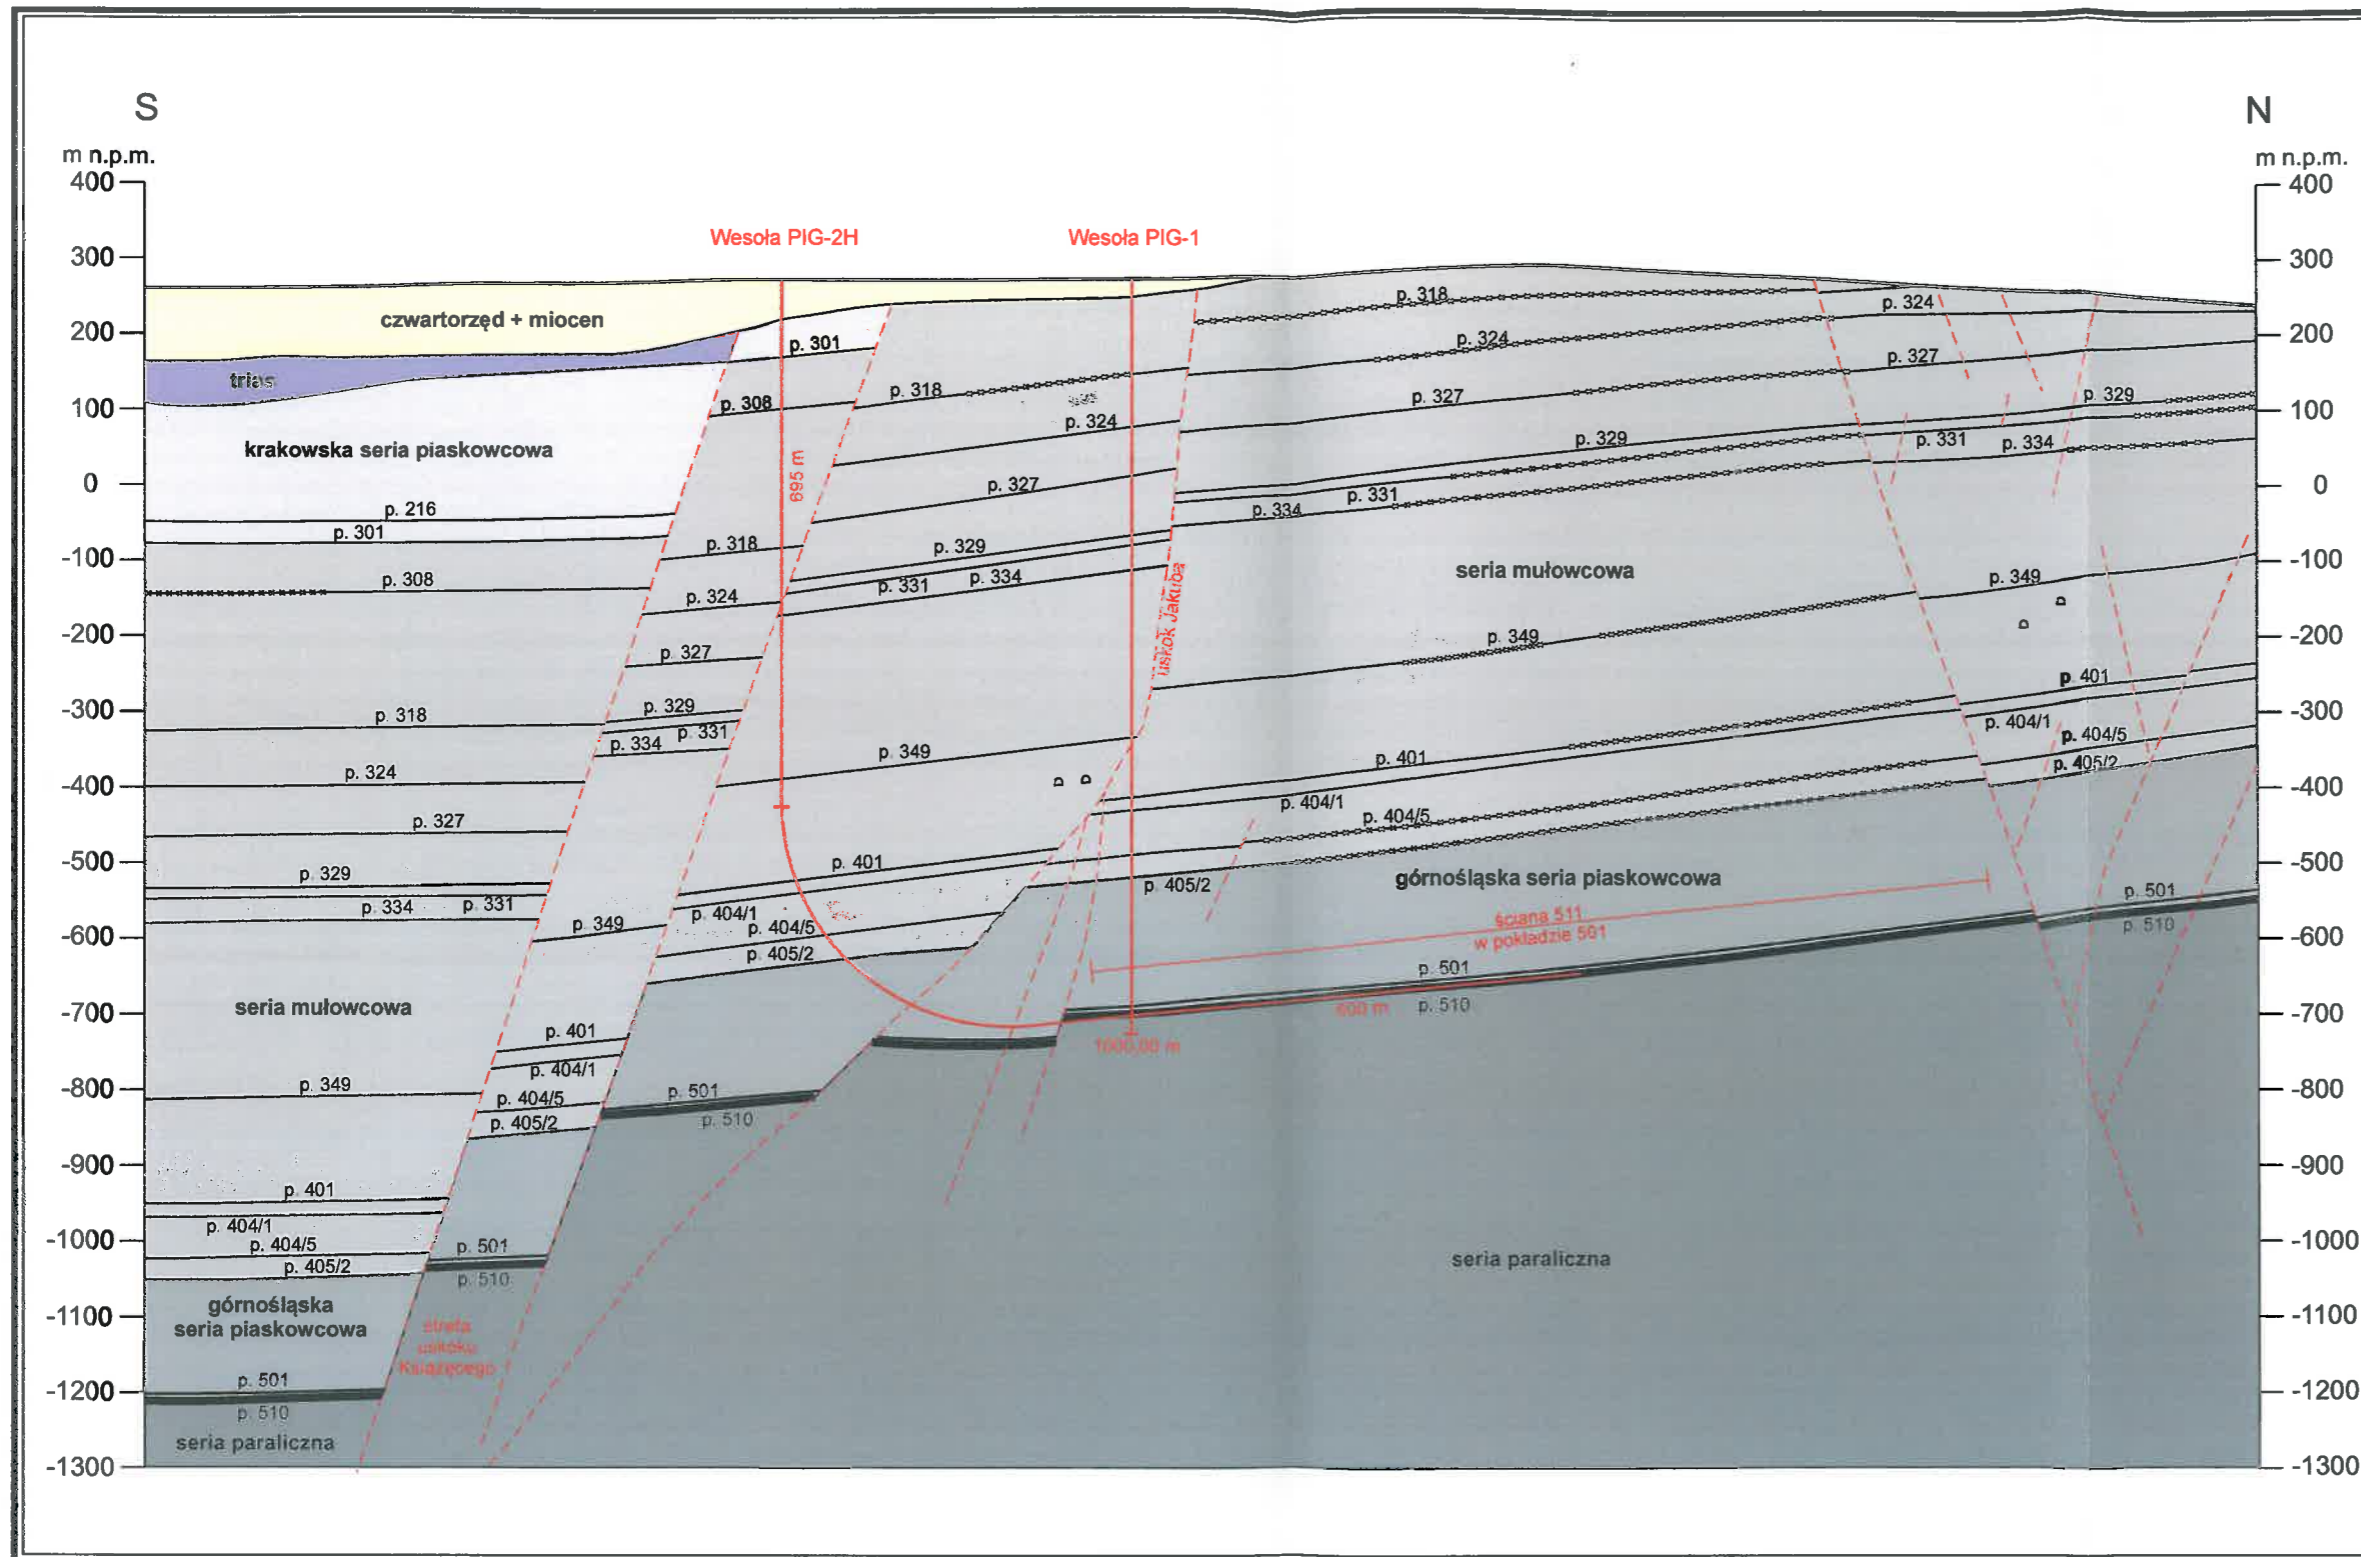 S
N
m n.p.m.
m n.p.m.
400
400
Wesoła PIG-2H
Wesoła PIG-1
300
300
p. 318
p. 324
czwartorzęd + miocen
200
200
p. 301
p. 324
p. 327
trias
p. 318
p. 327
p. 329
100
p. 308
100
p. 324
krakowska seria piaskowcowa
p. 329
p. 331
p. 334
695 m
0
p. 327
0
p. 331
p. 216
p. 334
p. 301
p. 318
p. 329
-100
-100
p. 308
p. 331
p. 334
seria mułowcowa
p. 349
p. 324
uskok Jakuba
-200
-200
p. 327
p. 349
p. 401
-300
p. 318
p. 329
-300
p. 331
p. 404/1
p. 334
p. 349
p. 401
p. 404/5
p. 324
p. 405/2
-400
-400
p. 404/1
p. 327
p. 404/5
-500
p. 401
-500
p. 329
p. 405/2
górnośląska seria piaskowcowa
p. 501
p. 334
p. 331
p. 404/1
ściana 511
w pokładzie 501
p. 510
-600
p. 349
p. 404/5
-600
p. 405/2
p. 501
seria mułowcowa
600 m
p. 510
-700
-700
p. 401
1000,00 m
p. 404/1
-800
p. 349
p. 501
-800
p. 404/5
p. 510
p. 405/2
-900
-900
p. 401
p. 404/1
-1000
p. 404/5
p. 501
-1000
p. 405/2
p. 510
seria paraliczna
górnośląska
seria piaskowcowa
-1100
-1100
strefa
uskoku
Książęcego
-1200
p. 501
-1200
p. 510
seria paraliczna
-1300
-1300